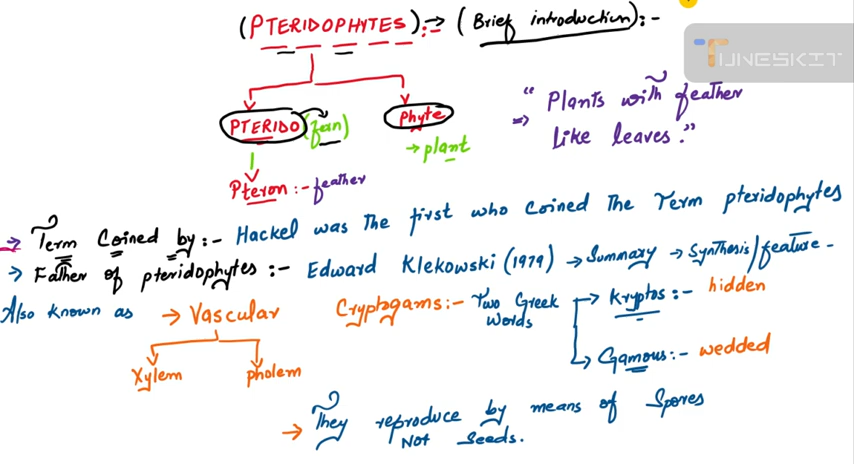 (PTERIDOPHYTES):→ (Brief introduction):-
TUNESKIT
PTERIDO (fan) Phyte
→plant
Pteron:- feather
"Plants with feather
⇒ Like leaves."
→ Term Coined by:- Hackel was The first who coined The Term pteridophytes
→ Father of pteridophytes:- Edward Klekowski (1979) → Summary → Synthesis/feature-
Also known as → Vascular Cryptogams:- Two Greek Words → Kryptos:- hidden
→ Gamous:- wedded
Xylem pholem
→ They reproduce by means of Spores
Not Seeds.